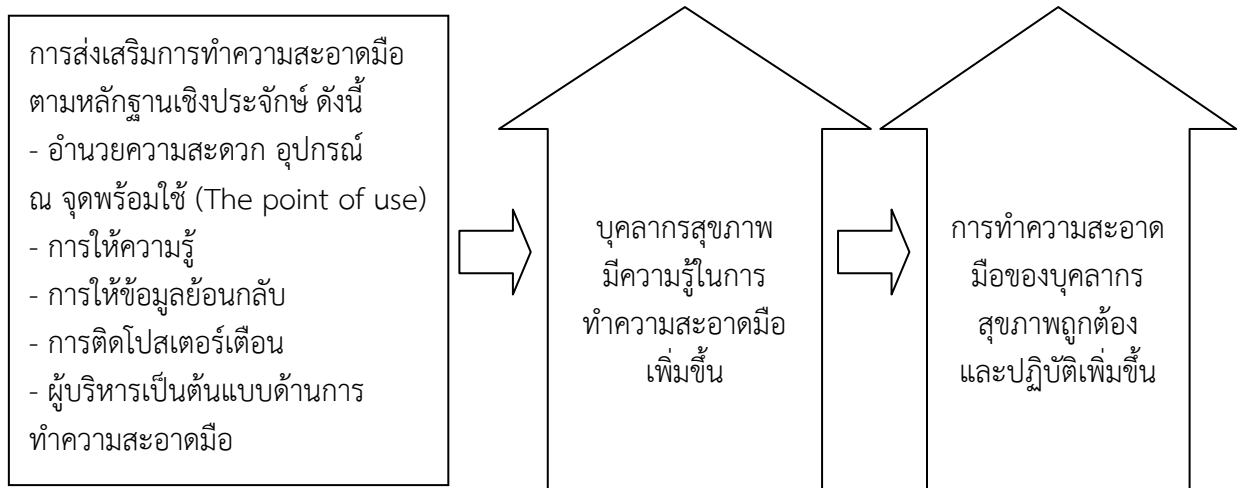 การส่งเสริมการทำความสะอาดมือ
ตามหลักฐานเชิงประจักษ์ ดังนี้
- อำนวยความสะดวก อุปกรณ์
ณ จุดพร้อมใช้ (The point of use)
- การให้ความรู้
- การให้ข้อมูลย้อนกลับ
- การติดโปสเตอร์เตือน
- ผู้บริหารเป็นต้นแบบด้านการ
ทำความสะอาดมือ
บุคลากรสุขภาพ
มีความรู้ในการ
ทำความสะอาดมือ
เพิ่มขึ้น
การทำความสะอาด
มือของบุคลากร
สุขภาพถูกต้อง
และปฏิบัติเพิ่มขึ้น